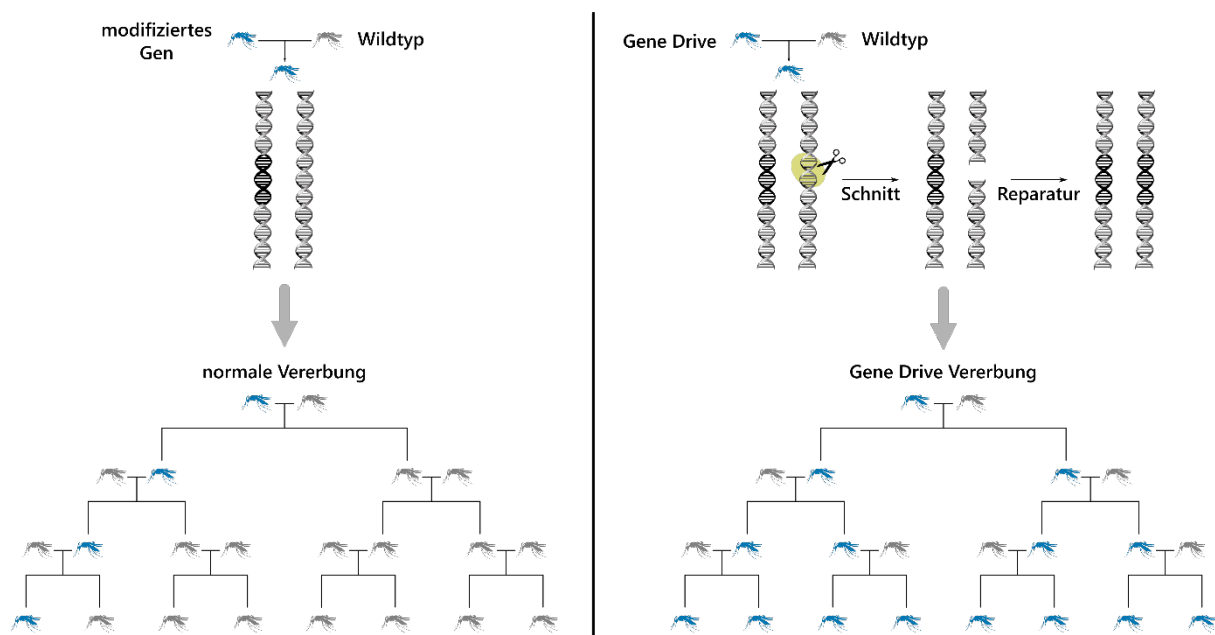 modifiziertes
Gen
Wildtyp
normale Vererbung
Gene Drive
Wildtyp
Schnitt
Reparatur
Gene Drive Vererbung